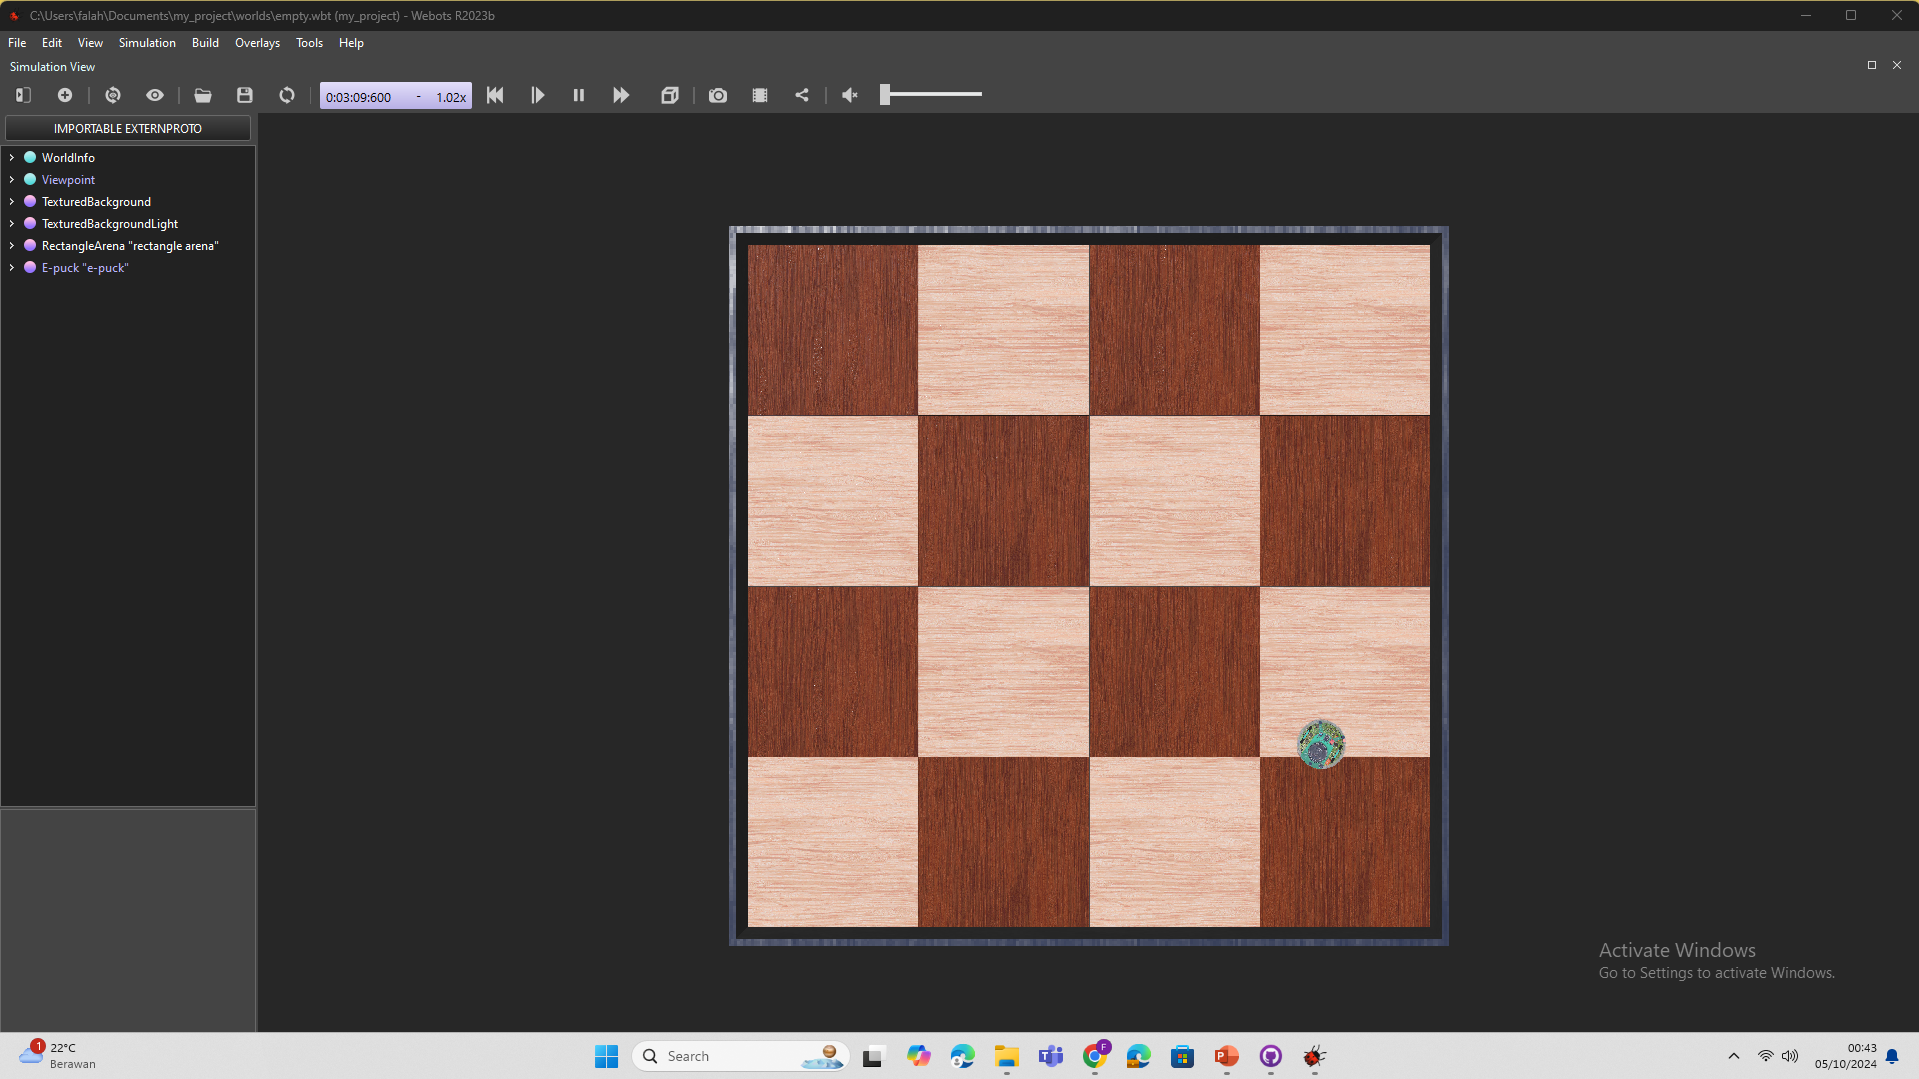 C:\Users\falah\Documents\my_project\worlds\empty.wbt (my_project) - Webots R2023b
File Edit View Simulation Build Overlays Tools Help
Simulation View
0:03:09:600 - 1.02x
IMPORTABLE EXTERNPROTO
WorldInfo
Viewpoint
TexturedBackground
TexturedBackgroundLight
RectangleArena "rectangle arena"
E-puck "e-puck"
Activate Windows
Go to Settings to activate Windows.
1
22°C
Berawan
Search
F
00:43
05/10/2024